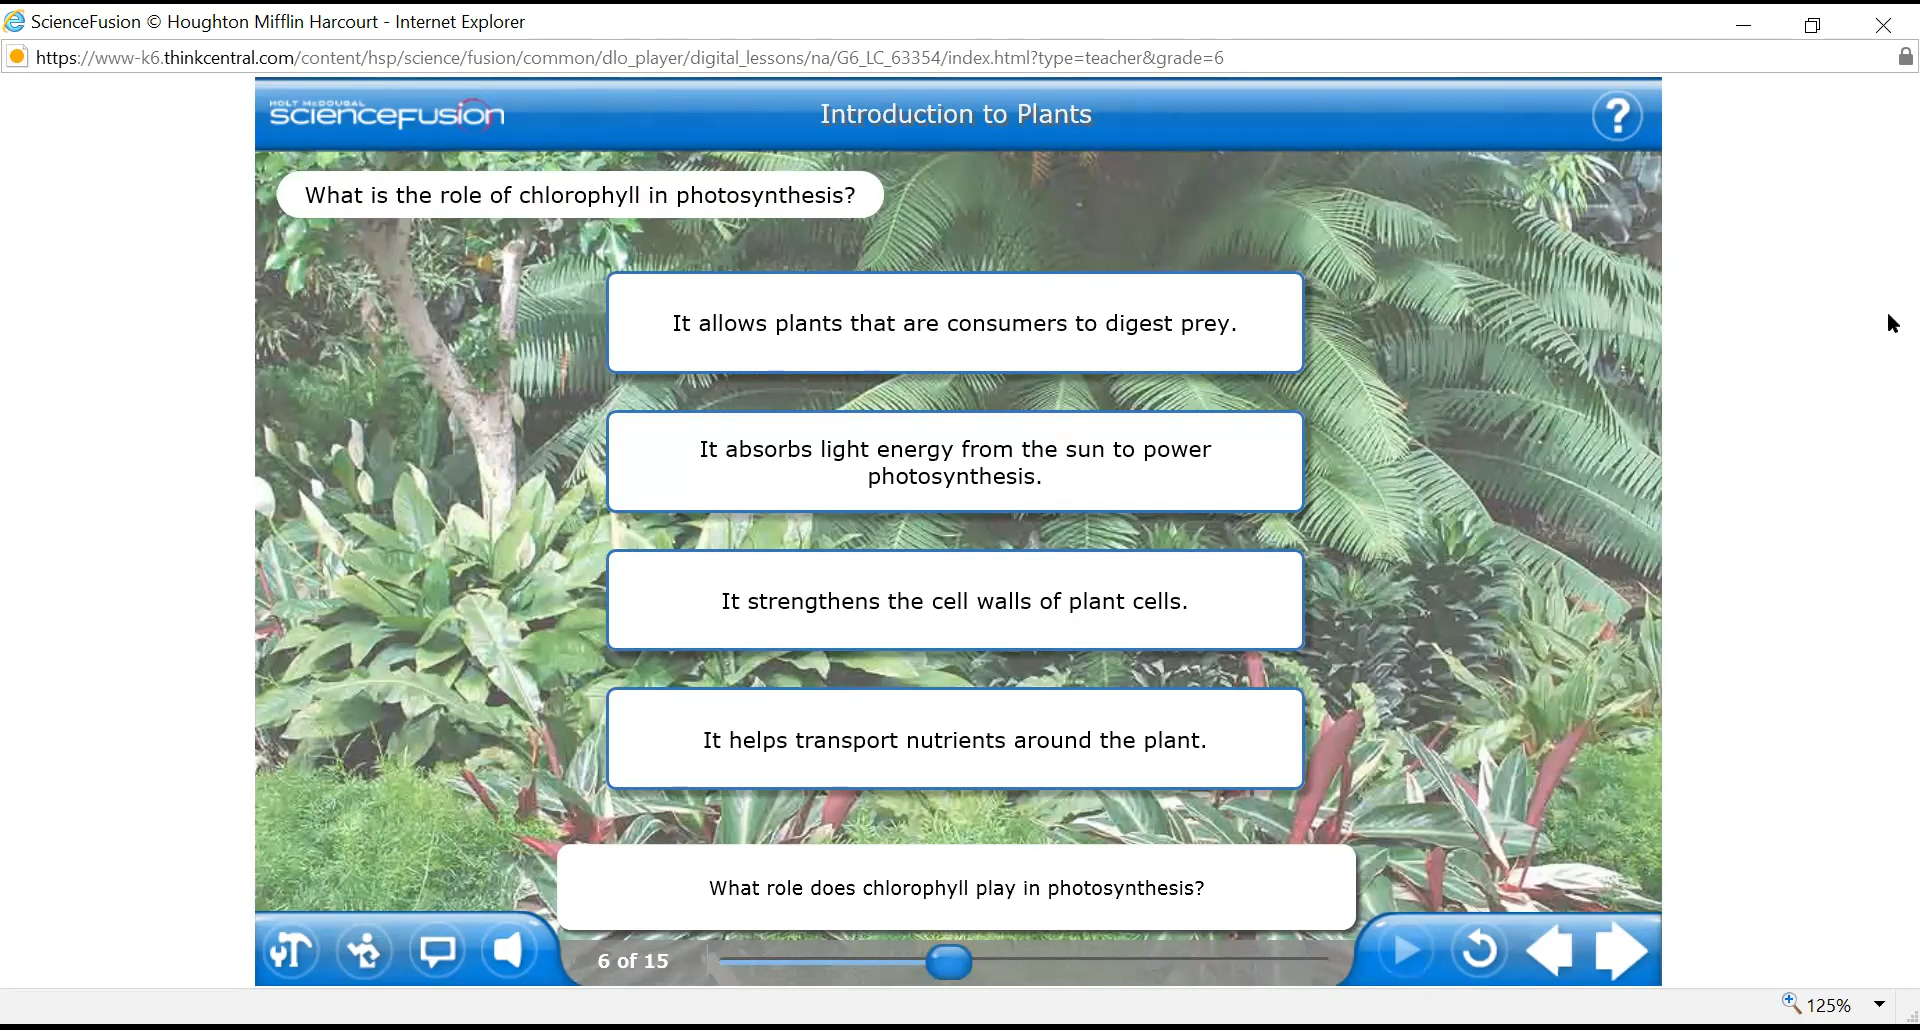 ScienceFusion © Houghton Mifflin Harcourt - Internet Explorer
https://www-k6.thinkcentral.com/content/hsp/science/fusion/common/dlo_player/digital_lessons/na/G6_LC_63354/index.html?type=teacher&grade=6
HOLT McDOUGAL
scienceFusion
Introduction to Plants
?
What is the role of chlorophyll in photosynthesis?
It allows plants that are consumers to digest prey.
It absorbs light energy from the sun to power
photosynthesis.
It strengthens the cell walls of plant cells.
It helps transport nutrients around the plant.
What role does chlorophyll play in photosynthesis?
6 of 15
125%